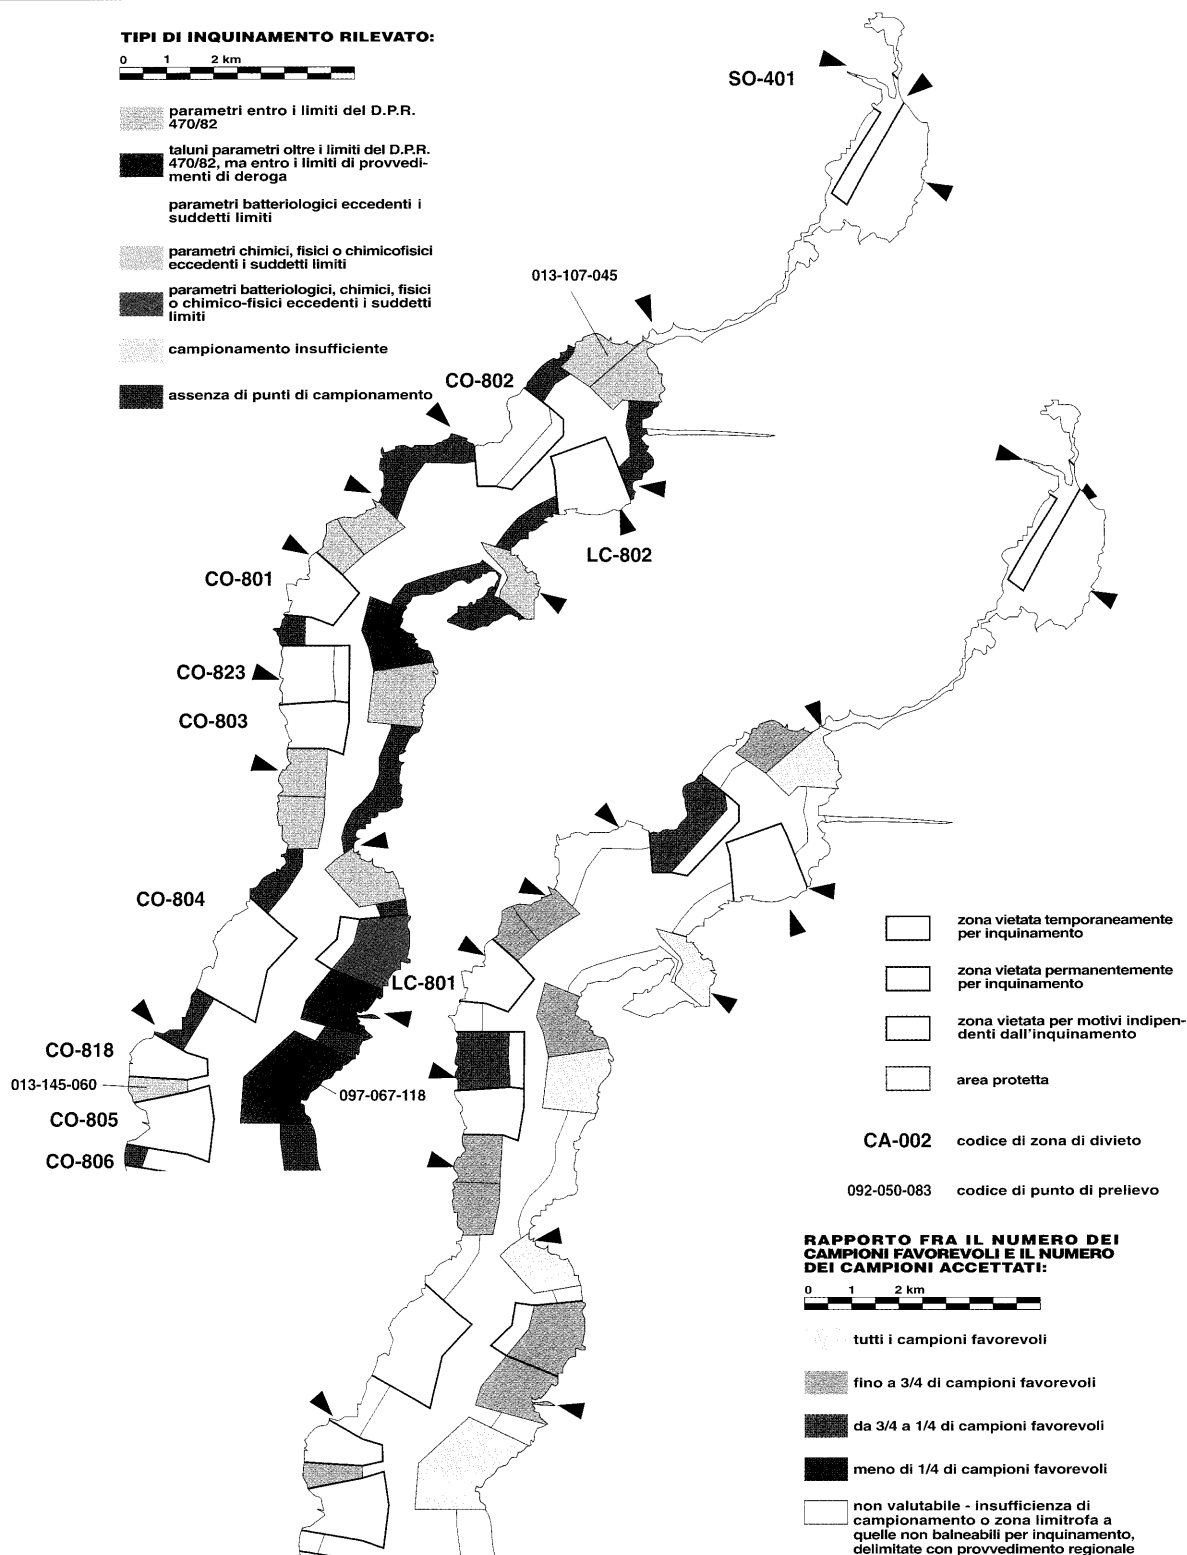 TIPI DI INQUINAMENTO RILEVATO:
0 1 2 km
parametri entro i limiti del D.P.R.
470/82
taluni parametri oltre i limiti del D.P.R.
470/82, ma entro i limiti di provvedi-
menti di deroga
parametri batteriologici eccedenti i
suddetti limiti
parametri chimici, fisici o chimicofisici
eccedenti i suddetti limiti
parametri batteriologici, chimici, fisici
o chimico-fisici eccedenti i suddetti
limiti
campionamento insufficiente
assenza di punti di campionamento
SO-401
013-107-045
CO-802
LC-802
CO-801
CO-823
CO-803
CO-804
LC-801
CO-818
013-145-060
097-067-118
CO-805
CO-806
zona vietata temporaneamente
per inquinamento
zona vietata permanentemente
per inquinamento
zona vietata per motivi indipen-
denti dall'inquinamento
area protetta
CA-002 codice di zona di divieto
092-050-083 codice di punto di prelievo
RAPPORTO FRA IL NUMERO DEI
CAMPIONI FAVOREVOLI E IL NUMERO
DEI CAMPIONI ACCETTATI:
0 1 2 km
tutti i campioni favorevoli
fino a 3/4 di campioni favorevoli
da 3/4 a 1/4 di campioni favorevoli
meno di 1/4 di campioni favorevoli
non valutabile - insufficienza di
campionamento o zona limitrofa a
quelle non balneabili per inquinamento,
delimitate con provvedimento regionale